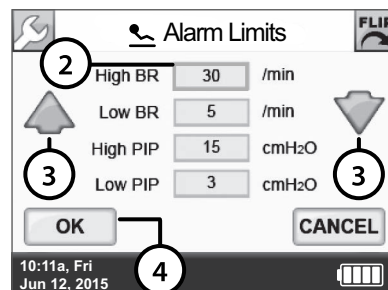 Alarm Limits
FLIP
2
High BR 30 /min
Low BR 5 /min
High PIP 15 cmH2O
Low PIP 3 cmH2O
3 3
OK CANCEL
4
10:11a, Fri
Jun 12, 2015